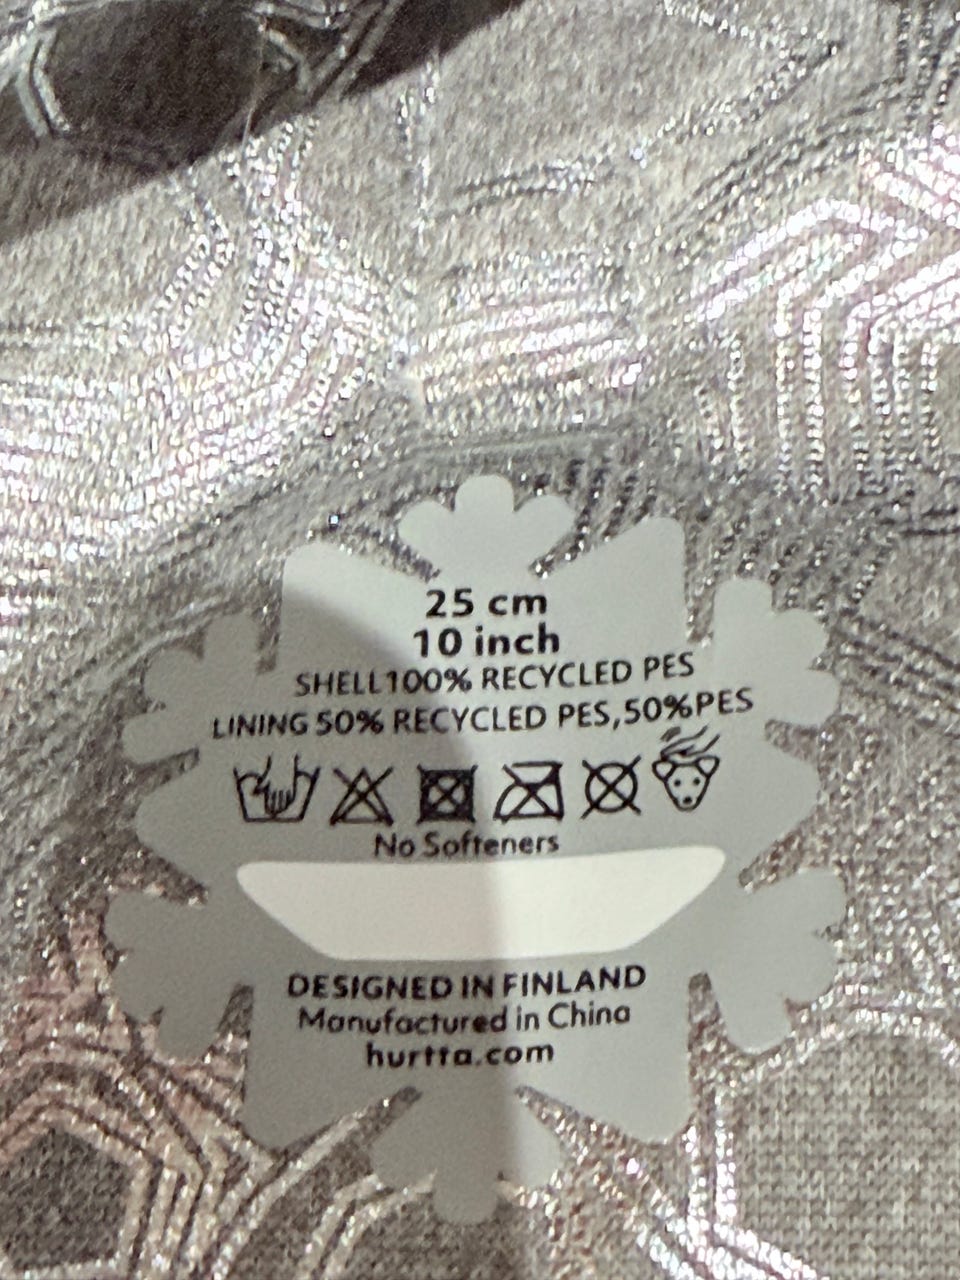 25 cm
10 inch
SHELL100% RECYCLED PES
LINING 50% RECYCLED PES,50%PES
No Softeners
DESIGNED IN FINLAND
Manufactured in China
hurtta.com